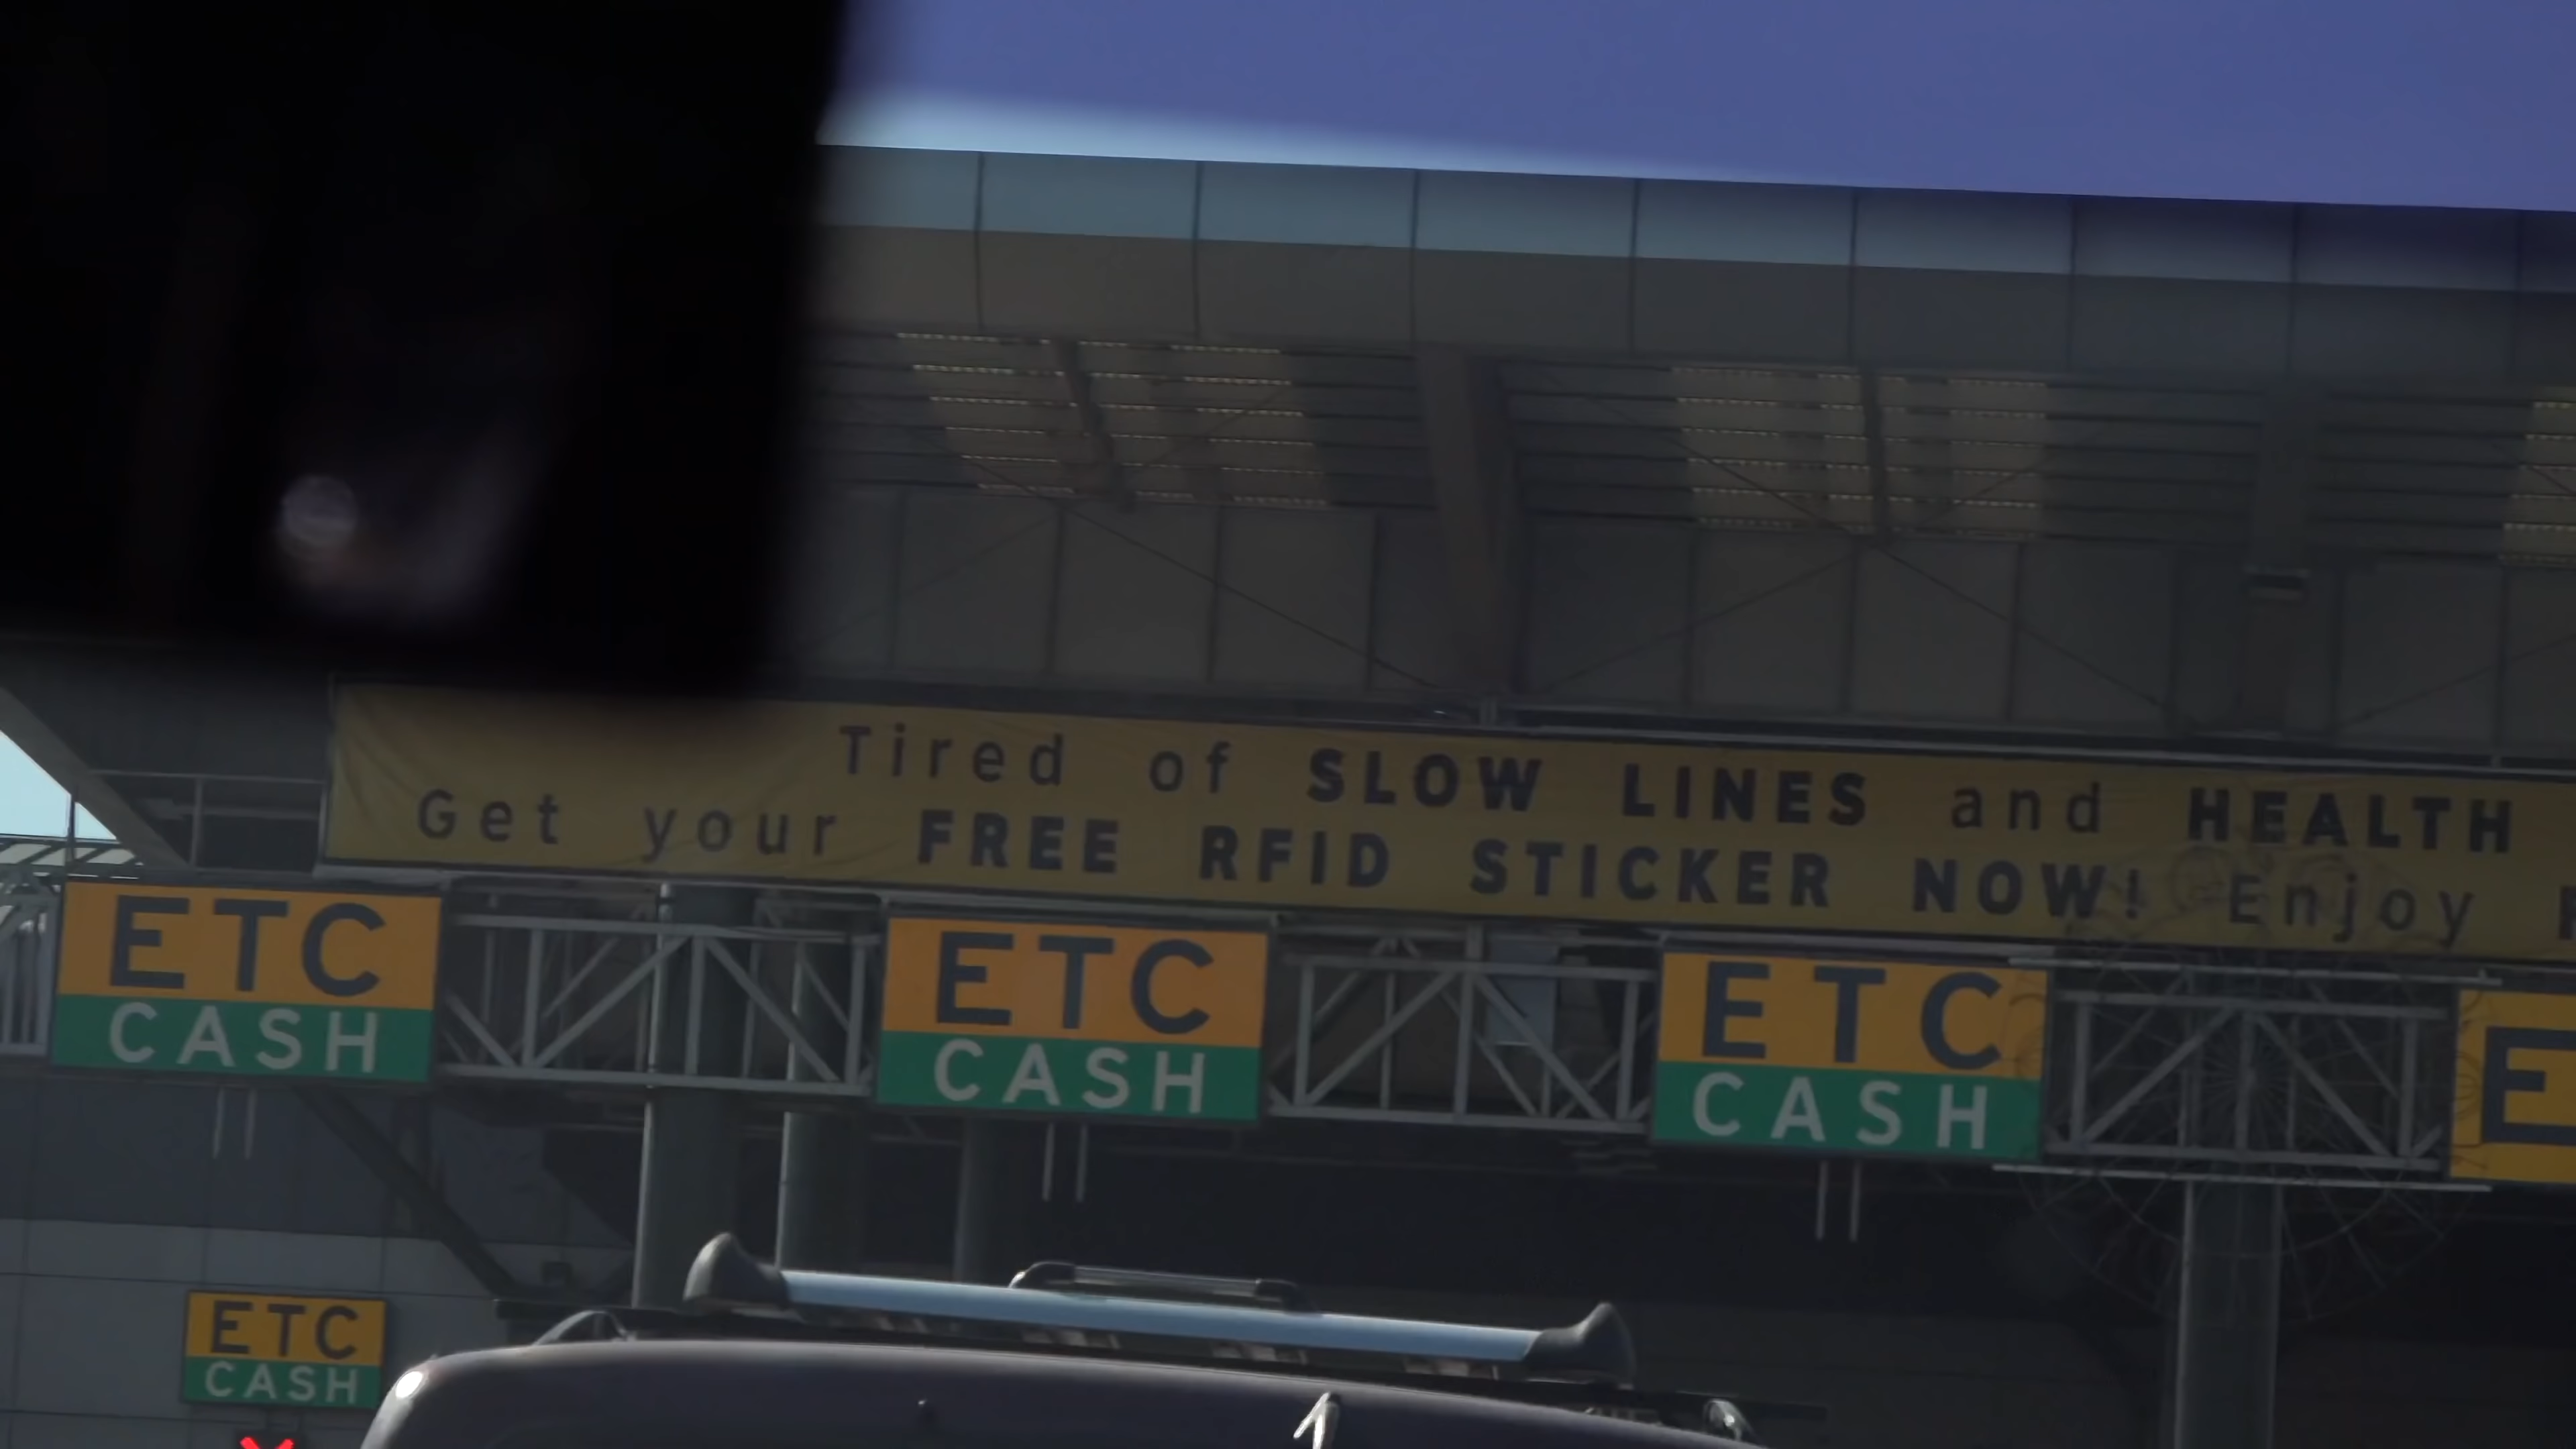 Tired of SLOW LINES and HEALTH
Get your FREE RFID STICKER NOW! Enjoy
ETC
CASH
ETC
CASH
ETC
CASH
ETC
CASH